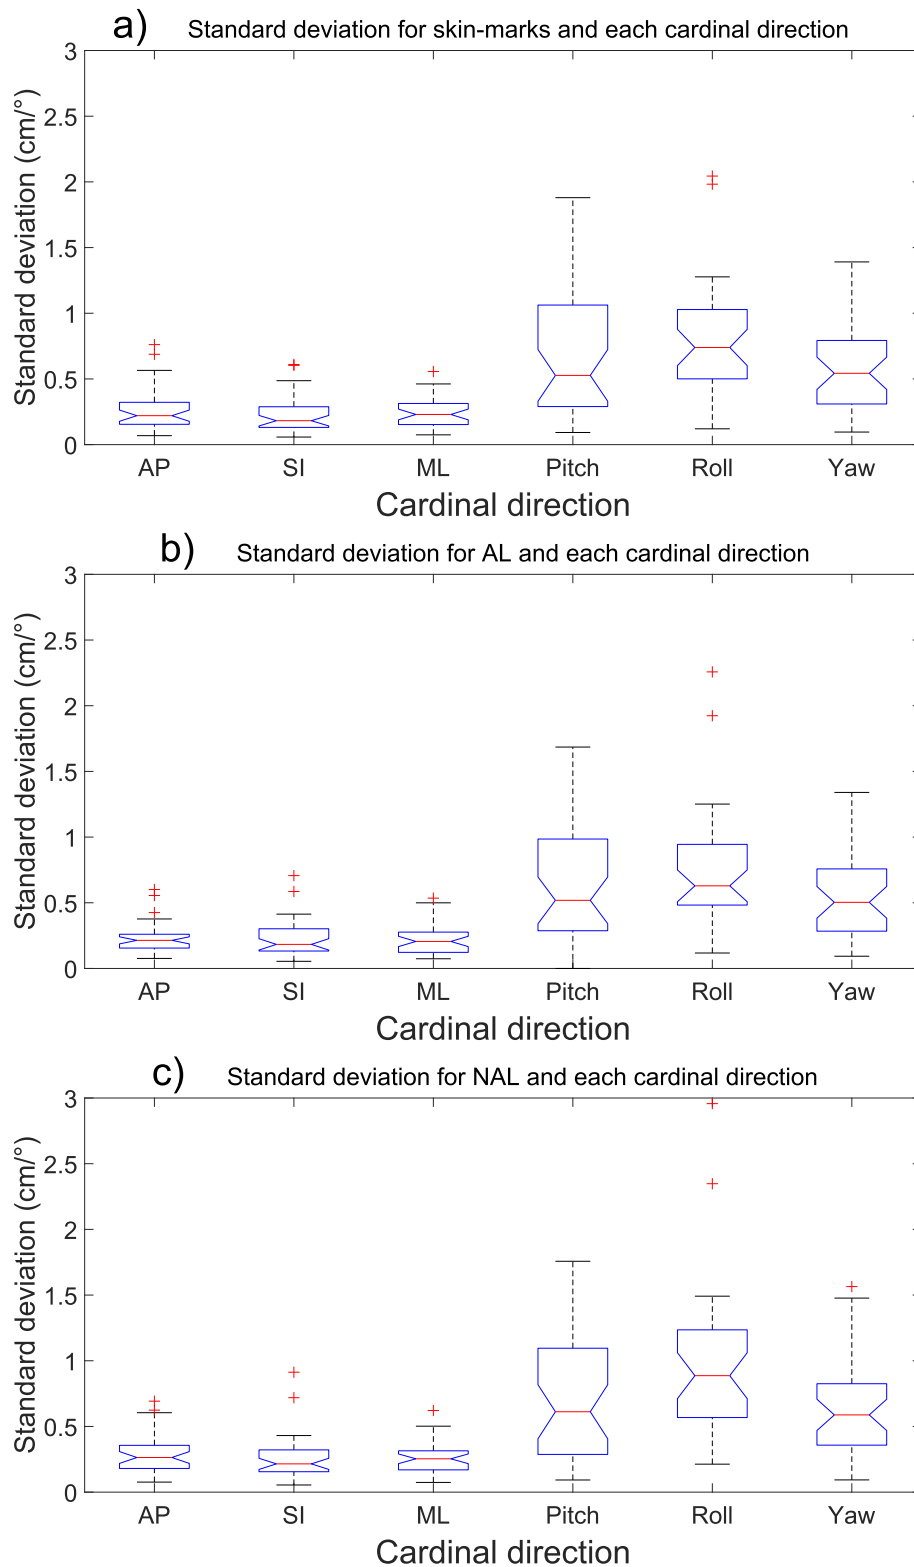 a) Standard deviation for skin-marks and each cardinal direction
Standard deviation (cm/°)
3
2.5
2
1.5
1
0.5
0
AP SI ML Pitch Roll Yaw
Cardinal direction
b) Standard deviation for AL and each cardinal direction
Standard deviation (cm/°)
3
2.5
2
1.5
1
0.5
0
AP SI ML Pitch Roll Yaw
Cardinal direction
c) Standard deviation for NAL and each cardinal direction
Standard deviation (cm/°)
3
2.5
2
1.5
1
0.5
0
AP SI ML Pitch Roll Yaw
Cardinal direction